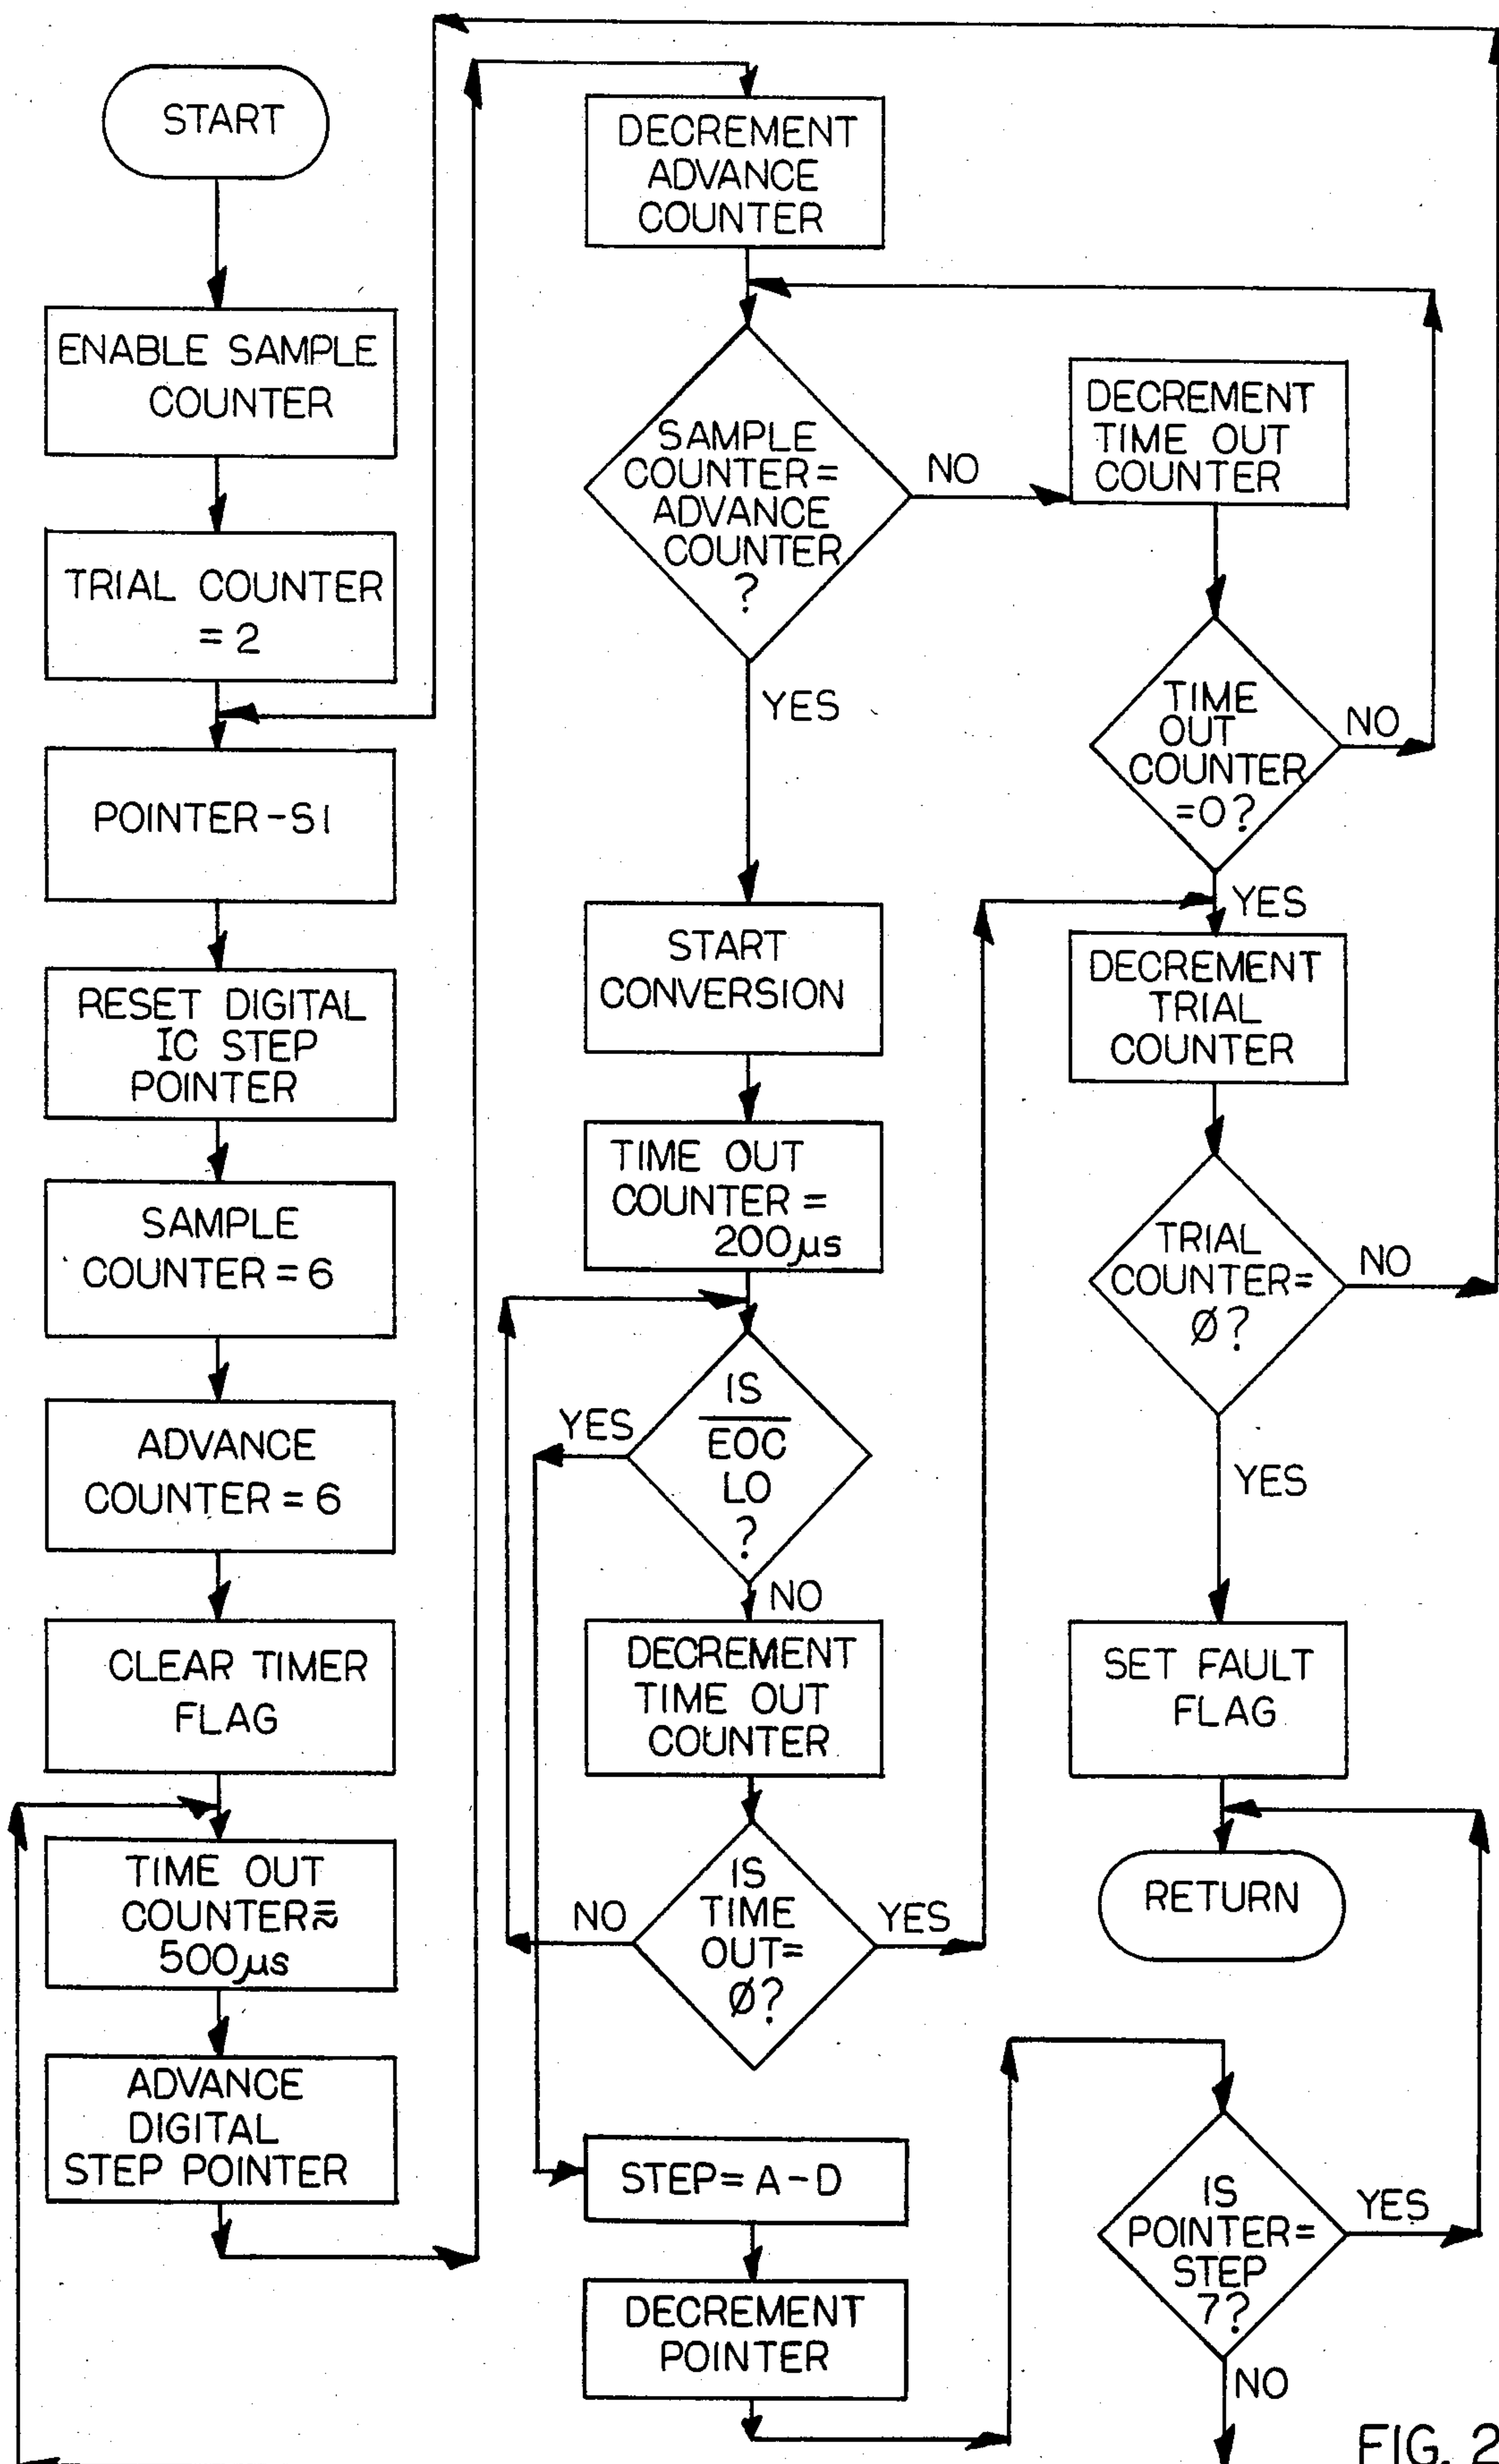 START
ENABLE SAMPLE
COUNTER
TRIAL COUNTER
= 2
POINTER-S1
RESET DIGITAL
IC STEP
POINTER
SAMPLE
COUNTER = 6
ADVANCE
COUNTER = 6
CLEAR TIMER
FLAG
TIME OUT
COUNTER ≂
500µs
ADVANCE
DIGITAL
STEP POINTER
DECREMENT
ADVANCE
COUNTER
SAMPLE
COUNTER =
ADVANCE
COUNTER
?
NO
YES
START
CONVERSION
TIME OUT
COUNTER =
200µs
IS
E̅O̅C̅
LO
?
YES
NO
DECREMENT
TIME OUT
COUNTER
IS
TIME
OUT=
Ø?
NO
YES
STEP= A-D
DECREMENT
POINTER
DECREMENT
TIME OUT
COUNTER
TIME
OUT
COUNTER
=0?
NO
YES
DECREMENT
TRIAL
COUNTER
TRIAL
COUNTER=
Ø?
NO
YES
SET FAULT
FLAG
RETURN
IS
POINTER=
STEP
7?
YES
NO
FIG. 2